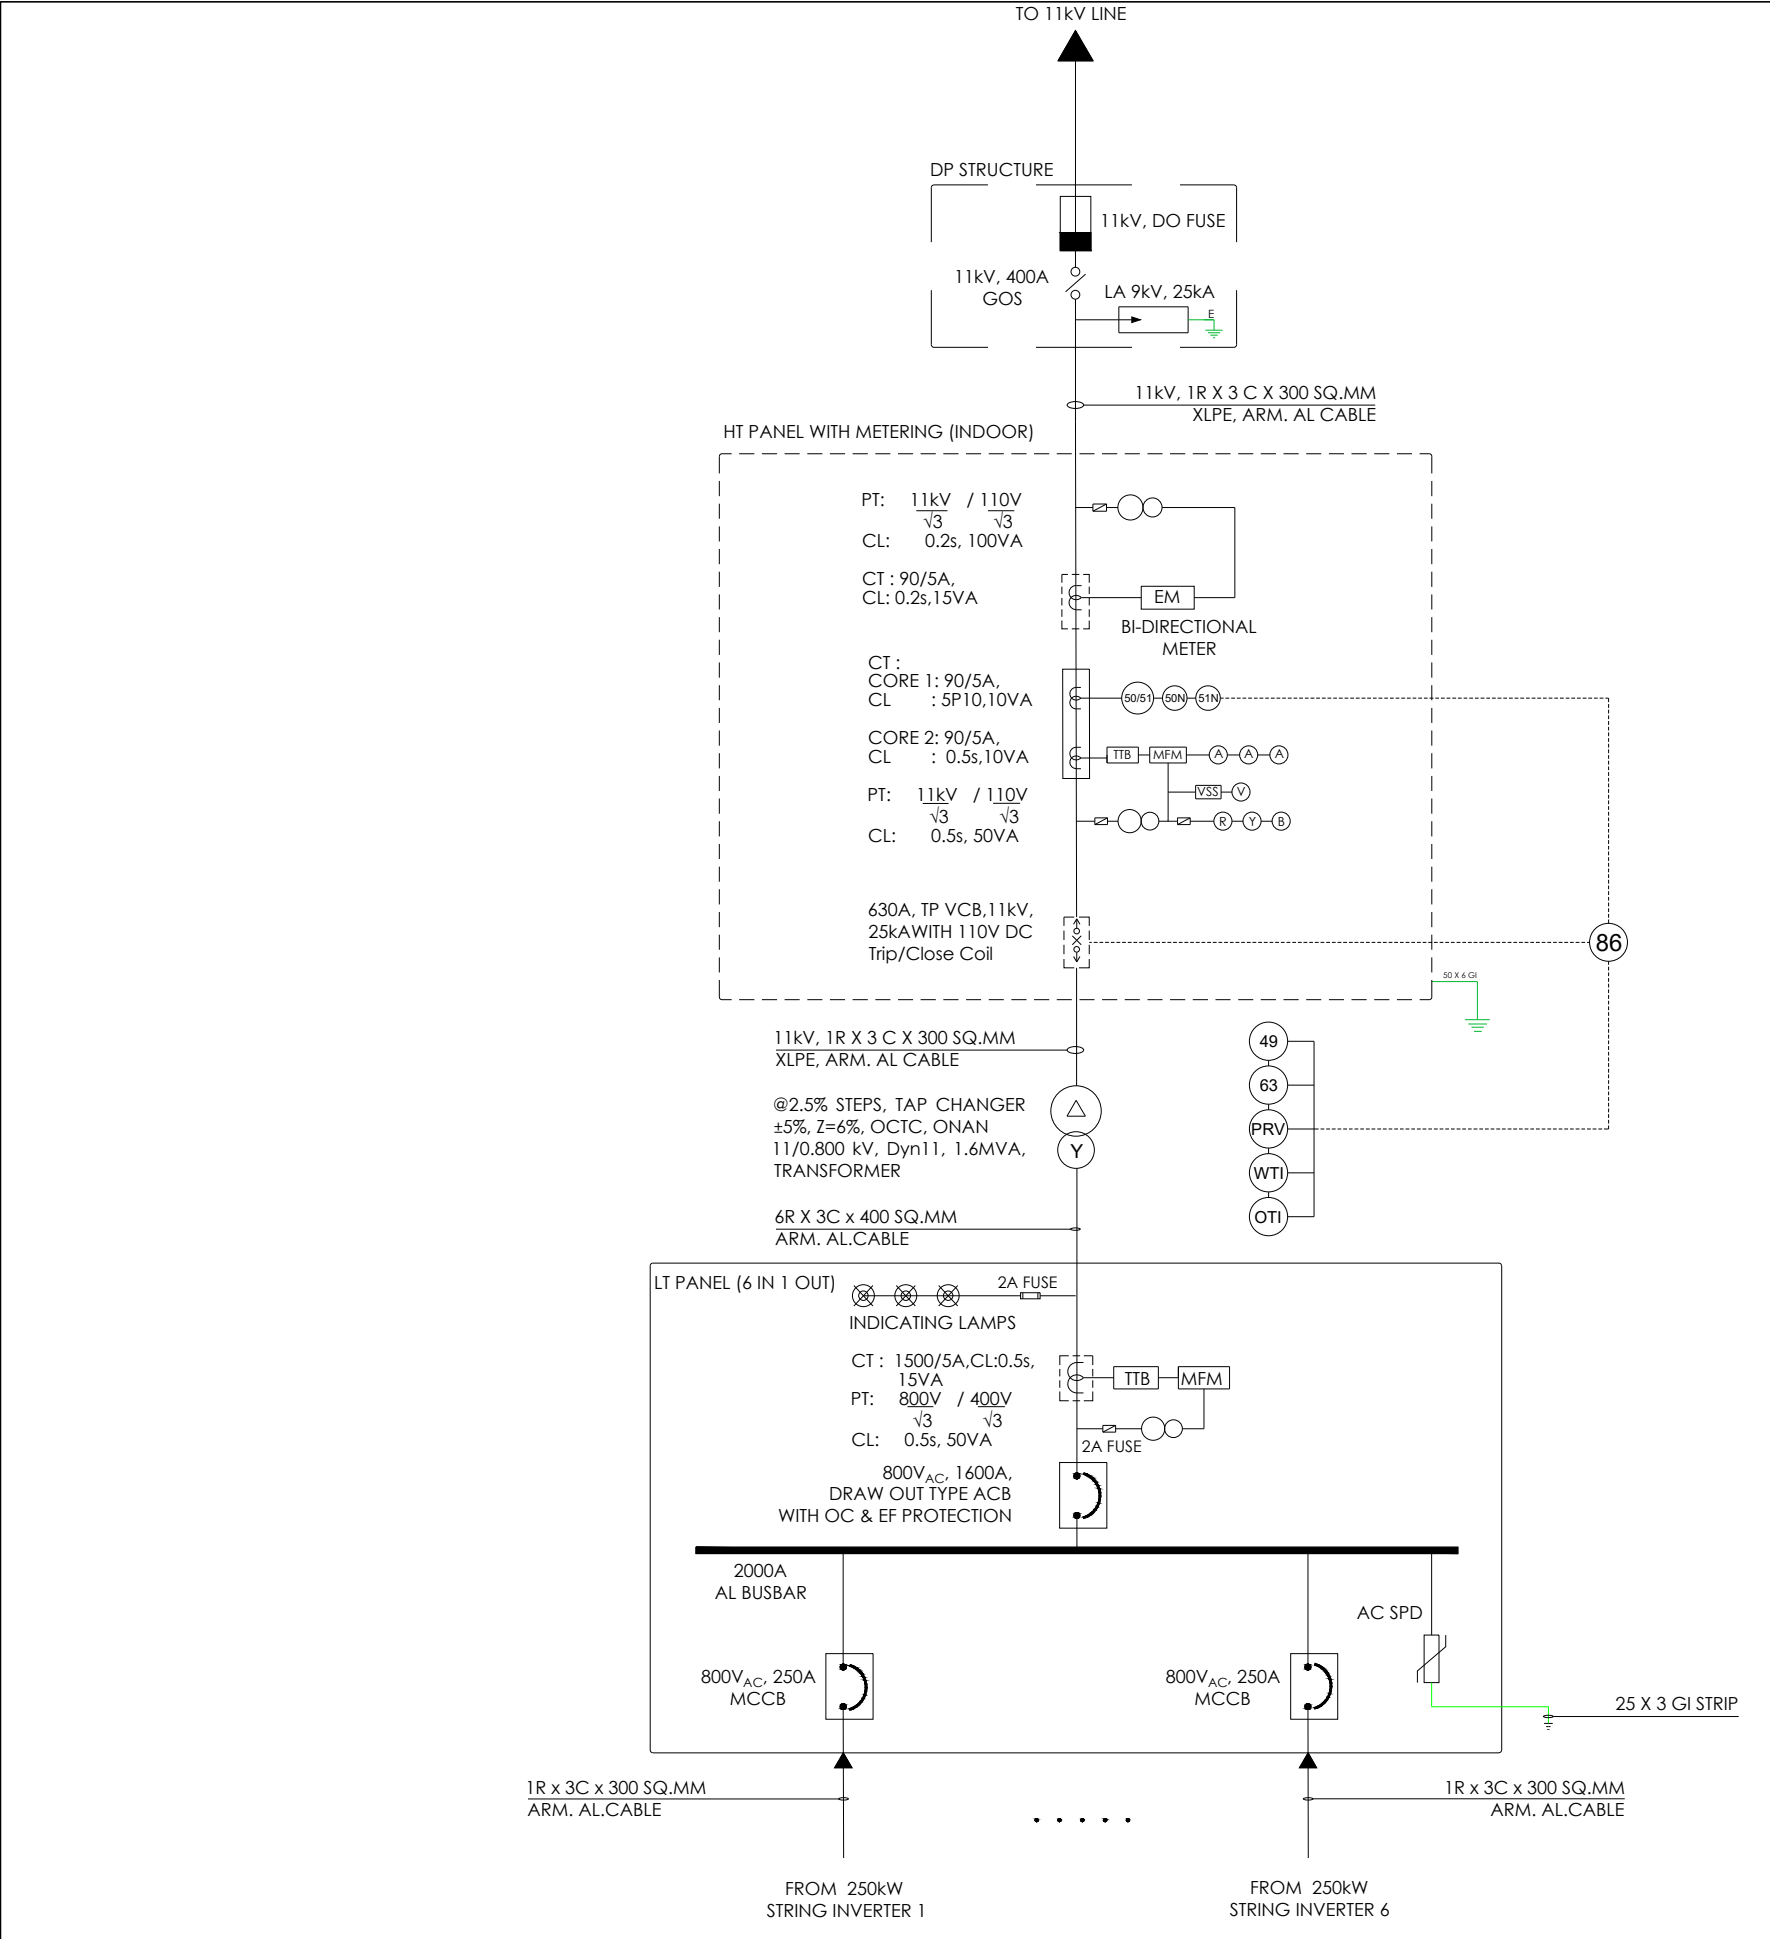 TO 11kV LINE
DP STRUCTURE
11kV, DO FUSE
11kV, 400A
GOS
LA 9kV, 25kA
E
11kV, 1R X 3 C X 300 SQ.MM
XLPE, ARM. AL CABLE
HT PANEL WITH METERING (INDOOR)
PT: 11kV / 110V
√3 √3
CL: 0.2s, 100VA
CT : 90/5A,
CL: 0.2s,15VA
EM
BI-DIRECTIONAL
METER
CT :
CORE 1: 90/5A,
CL : 5P10,10VA
50/51 50N 51N
CORE 2: 90/5A,
CL : 0.5s,10VA
TTB MFM A A A
VSS V
PT: 11kV / 110V
√3 √3
CL: 0.5s, 50VA
R Y B
630A, TP VCB,11kV,
25kAWITH 110V DC
Trip/Close Coil
86
50 X 6 GI
11kV, 1R X 3 C X 300 SQ.MM
XLPE, ARM. AL CABLE
49
63
PRV
WTI
OTI
@2.5% STEPS, TAP CHANGER
±5%, Z=6%, OCTC, ONAN
11/0.800 kV, Dyn11, 1.6MVA,
TRANSFORMER
Y
6R X 3C x 400 SQ.MM
ARM. AL.CABLE
LT PANEL (6 IN 1 OUT)
2A FUSE
INDICATING LAMPS
CT : 1500/5A,CL:0.5s,
15VA
TTB MFM
PT: 800V / 400V
√3 √3
CL: 0.5s, 50VA
2A FUSE
800VAC, 1600A,
DRAW OUT TYPE ACB
WITH OC & EF PROTECTION
2000A
AL BUSBAR
AC SPD
800VAC, 250A
MCCB
800VAC, 250A
MCCB
25 X 3 GI STRIP
1R x 3C x 300 SQ.MM
ARM. AL.CABLE
1R x 3C x 300 SQ.MM
ARM. AL.CABLE
FROM 250kW
STRING INVERTER 1
FROM 250kW
STRING INVERTER 6